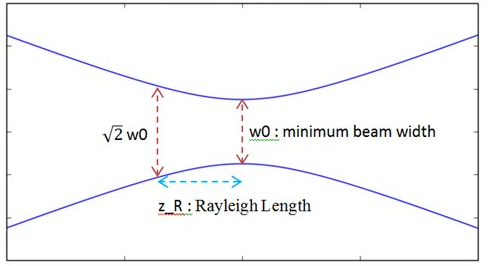 √2 w0
w0 : minimum beam width
z_R : Rayleigh Length